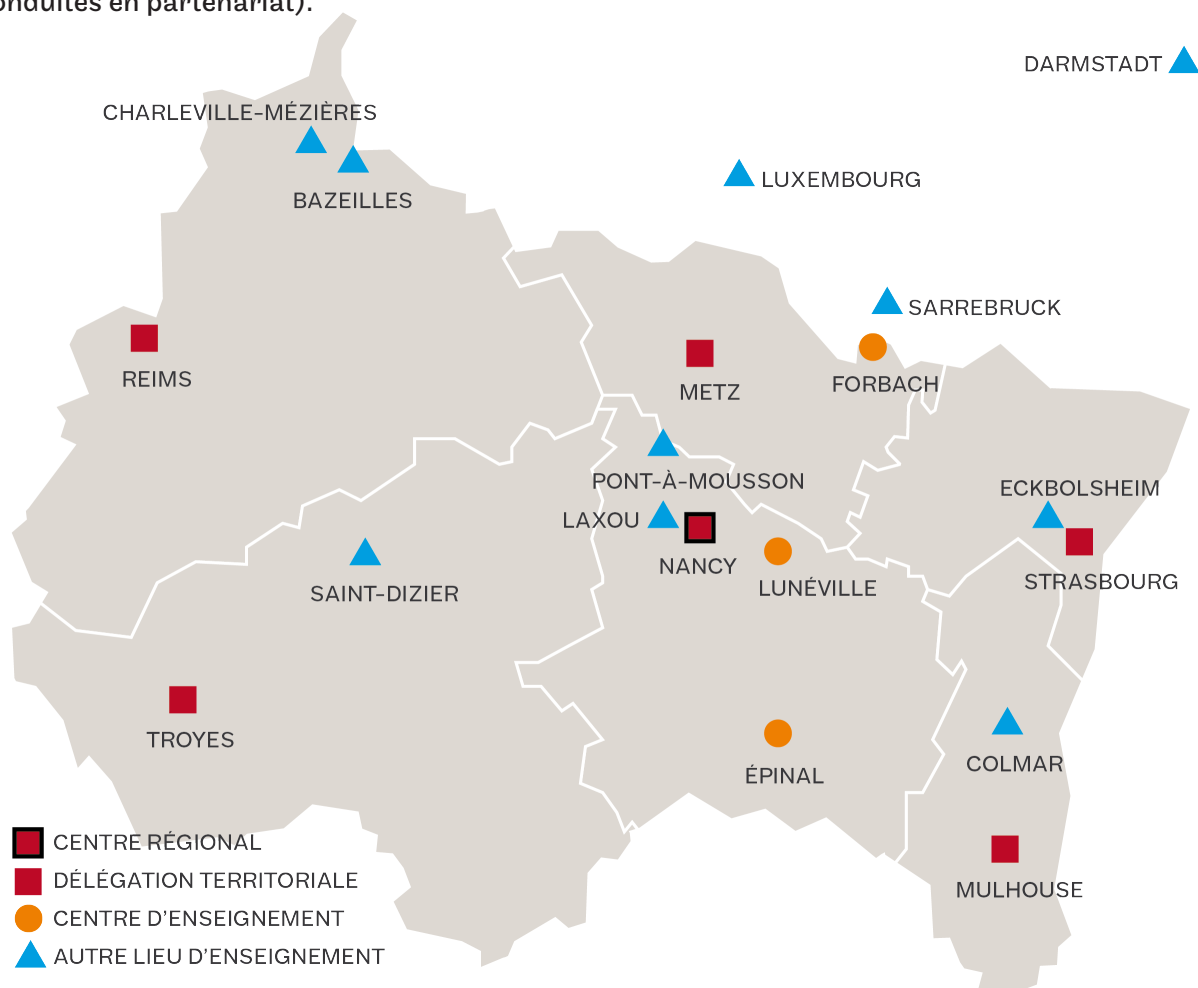 onduites en partenariat).
DARMSTADT
CHARLEVILLE–MÉZIÈRES
LUXEMBOURG
BAZEILLES
SARREBRUCK
REIMS
METZ
FORBACH
PONT–À–MOUSSON
ECKBOLSHEIM
LAXOU
NANCY
STRASBOURG
SAINT–DIZIER
LUNÉVILLE
TROYES
COLMAR
ÉPINAL
MULHOUSE
CENTRE RÉGIONAL
DÉLÉGATION TERRITORIALE
CENTRE D’ENSEIGNEMENT
AUTRE LIEU D’ENSEIGNEMENT